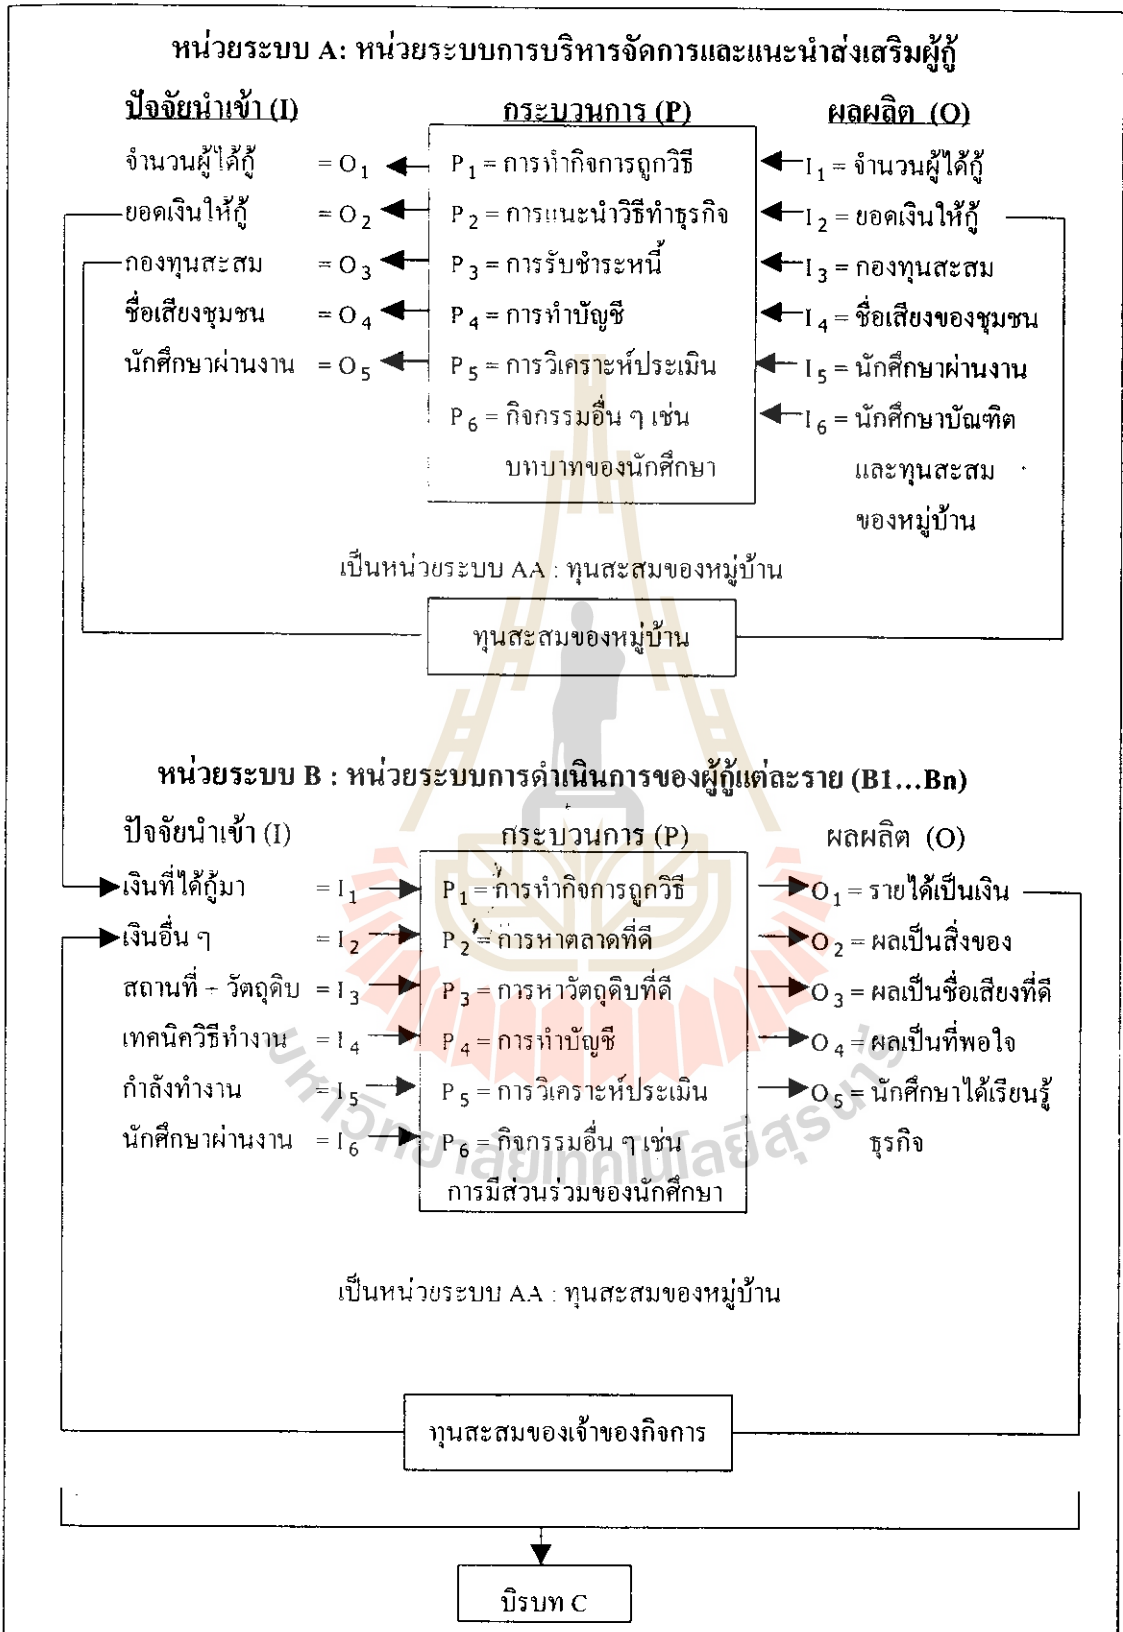 หน่วยระบบ A: หน่วยระบบการบริหารจัดการและแนะนำส่งเสริมผู้กู้
ปัจจัยนำเข้า (I) กระบวนการ (P) ผลผลิต (O)
จำนวนผู้ได้กู้ = O1 P1 = การทำกิจการถูกวิธี I1 = จำนวนผู้ได้กู้
ยอดเงินให้กู้ = O2 P2 = การแนะนำวิธีทำธุรกิจ I2 = ยอดเงินให้กู้
กองทุนสะสม = O3 P3 = การรับชำระหนี้ I3 = กองทุนสะสม
ชื่อเสียงชุมชน = O4 P4 = การทำบัญชี I4 = ชื่อเสียงของชุมชน
นักศึกษาผ่านงาน = O5 P5 = การวิเคราะห์ประเมิน I5 = นักศึกษาผ่านงาน
P6 = กิจกรรมอื่น ๆ เช่น I6 = นักศึกษาบัณฑิต
บทบาทของนักศึกษา และทุนสะสม
ของหมู่บ้าน
เป็นหน่วยระบบ AA : ทุนสะสมของหมู่บ้าน
ทุนสะสมของหมู่บ้าน
หน่วยระบบ B : หน่วยระบบการดำเนินการของผู้กู้แต่ละราย (B1...Bn)
ปัจจัยนำเข้า (I) กระบวนการ (P) ผลผลิต (O)
เงินที่ได้กู้มา = I1 P1 = การทำกิจการถูกวิธี O1 = รายได้เป็นเงิน
เงินอื่น ๆ = I2 P2 = การหาตลาดที่ดี O2 = ผลเป็นสิ่งของ
สถานที่ – วัตถุดิบ = I3 P3 = การหาวัตถุดิบที่ดี O3 = ผลเป็นชื่อเสียงที่ดี
เทคนิควิธีทำงาน = I4 P4 = การทำบัญชี O4 = ผลเป็นที่พอใจ
กำลังทำงาน = I5 P5 = การวิเคราะห์ประเมิน O5 = นักศึกษาได้เรียนรู้
นักศึกษาผ่านงาน = I6 P6 = กิจกรรมอื่น ๆ เช่น ธุรกิจ
การมีส่วนร่วมของนักศึกษา
มหาวิทยาลัยเทคโนโลยีสุรนารี
เป็นหน่วยระบบ AA : ทุนสะสมของหมู่บ้าน
ทุนสะสมของเจ้าของกิจการ
บิรบท C